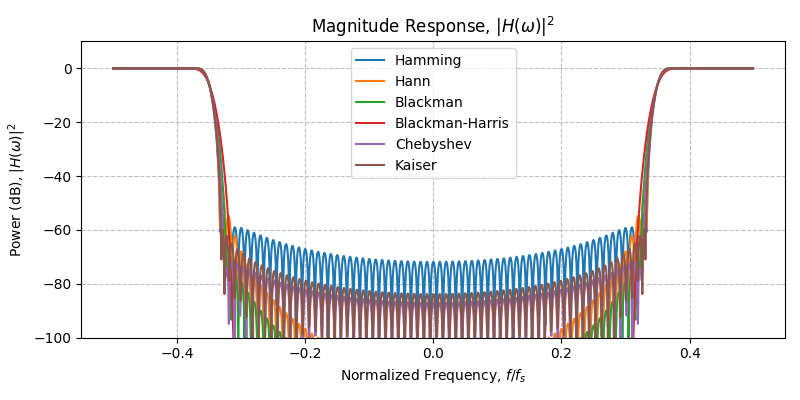 Magnitude Response, |H(ω)|²
Power (dB), |H(ω)|²
0
−20
−40
−60
−80
−100
Hamming
Hann
Blackman
Blackman-Harris
Chebyshev
Kaiser
−0.4 −0.2 0.0 0.2 0.4
Normalized Frequency, f/fₛ